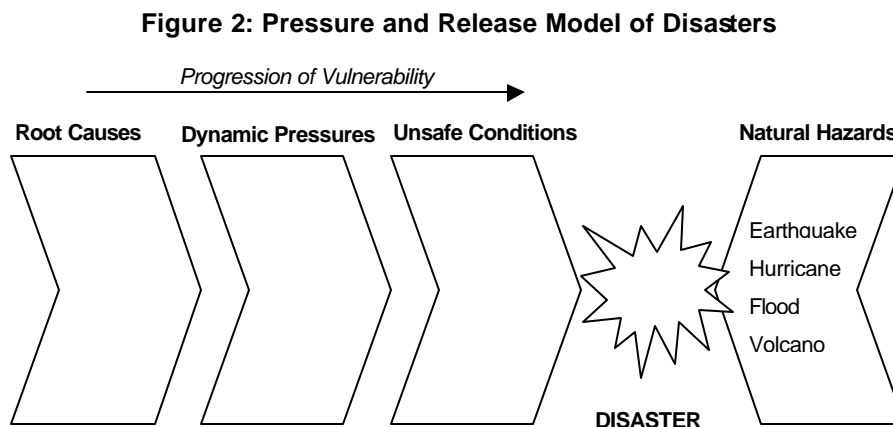 Figure 2: Pressure and Release Model of Disasters
Progression of Vulnerability
Root Causes
Dynamic Pressures
Unsafe Conditions
Natural Hazards
Earthquake
Hurricane
Flood
Volcano
DISASTER